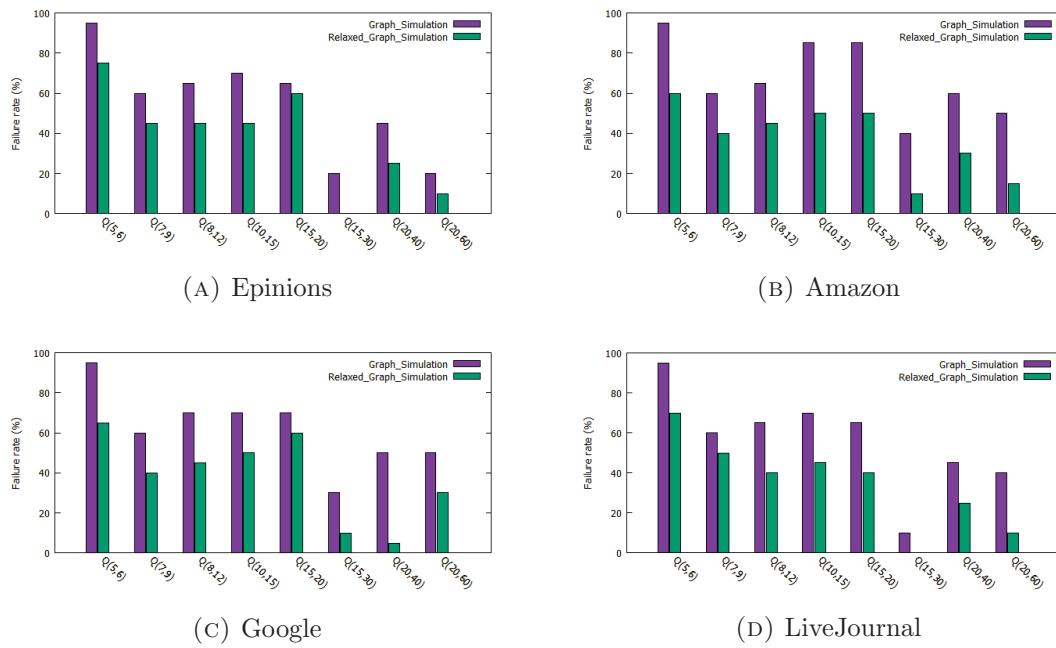 Failure rate (%)
100
80
60
40
20
0
Graph_Simulation
Relaxed_Graph_Simulation
Q(5,6)
Q(7,9)
Q(8,12)
Q(10,15)
Q(15,20)
Q(15,30)
Q(20,40)
Q(20,60)
(A) Epinions
Failure rate (%)
100
80
60
40
20
0
Graph_Simulation
Relaxed_Graph_Simulation
Q(5,6)
Q(7,9)
Q(8,12)
Q(10,15)
Q(15,20)
Q(15,30)
Q(20,40)
Q(20,60)
(B) Amazon
Failure rate (%)
100
80
60
40
20
0
Graph_Simulation
Relaxed_Graph_Simulation
Q(5,6)
Q(7,9)
Q(8,12)
Q(10,15)
Q(15,20)
Q(15,30)
Q(20,40)
Q(20,60)
(C) Google
Failure rate (%)
100
80
60
40
20
0
Graph_Simulation
Relaxed_Graph_Simulation
Q(5,6)
Q(7,9)
Q(8,12)
Q(10,15)
Q(15,20)
Q(15,30)
Q(20,40)
Q(20,60)
(D) LiveJournal